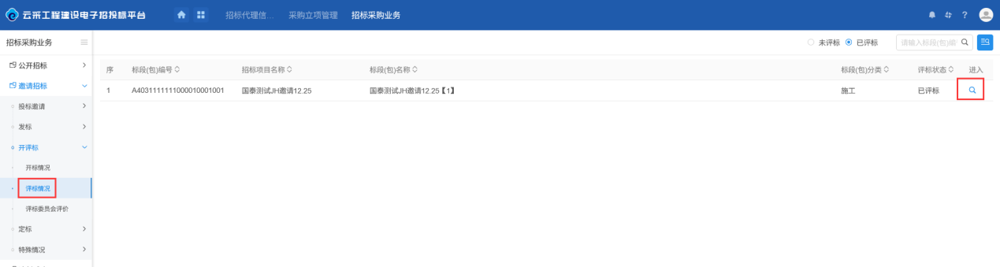 云采工程建设电子招投标平台 招标代理信... 采购立项管理 招标采购业务 ?
招标采购业务 未评标 已评标 请输入标段(包)编
公开招标
序 标段(包)编号 招标项目名称 标段(包)名称 标段(包)分类 评标状态 进入
邀请招标
1 A4031111111000010001001 国泰测试JH邀请12.25 国泰测试JH邀请12.25【1】 施工 已评标
投标邀请
发标
开评标
开标情况
评标情况
评标委员会评价
定标
特殊情况